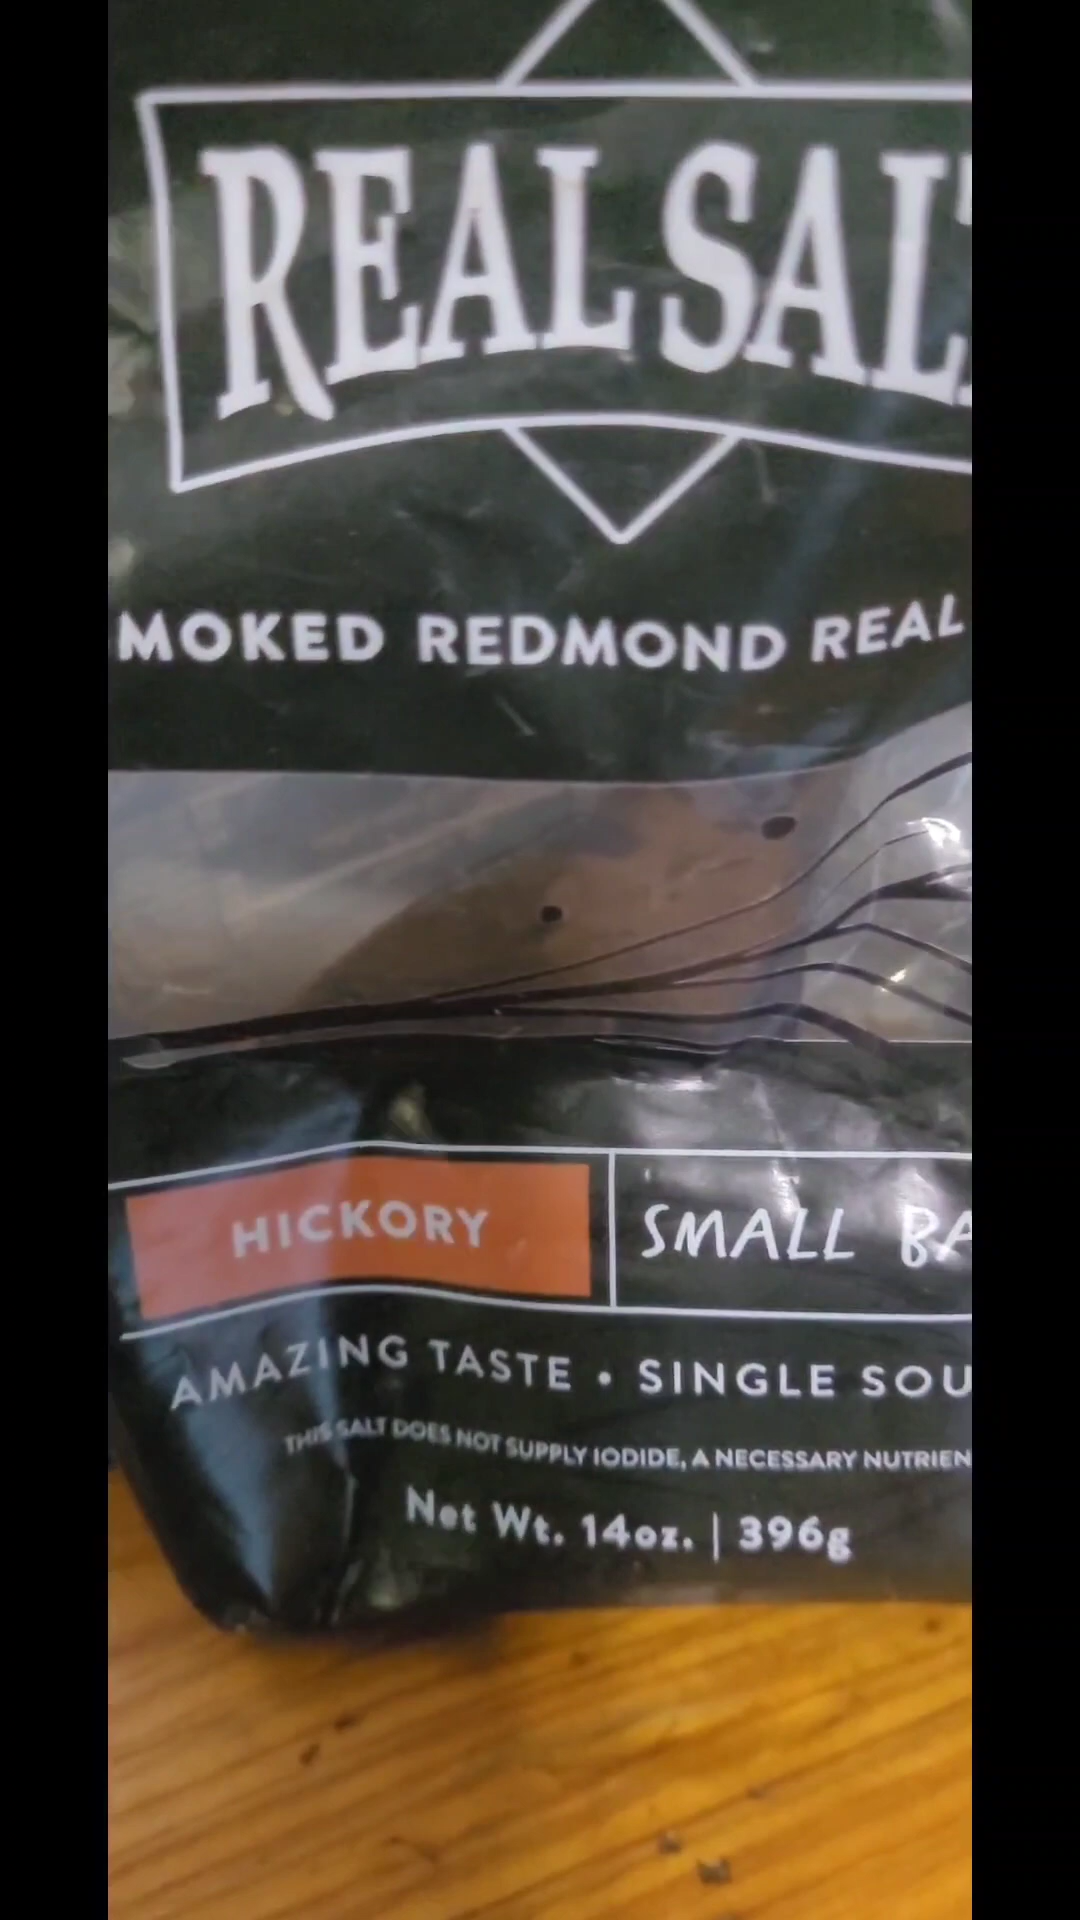 REAL SALT
MOKED REDMOND REAL
HICKORY
SMALL BA
AMAZING TASTE • SINGLE SOU
THIS SALT DOES NOT SUPPLY IODIDE, A NECESSARY NUTRIEN
Net Wt. 14oz. | 396g